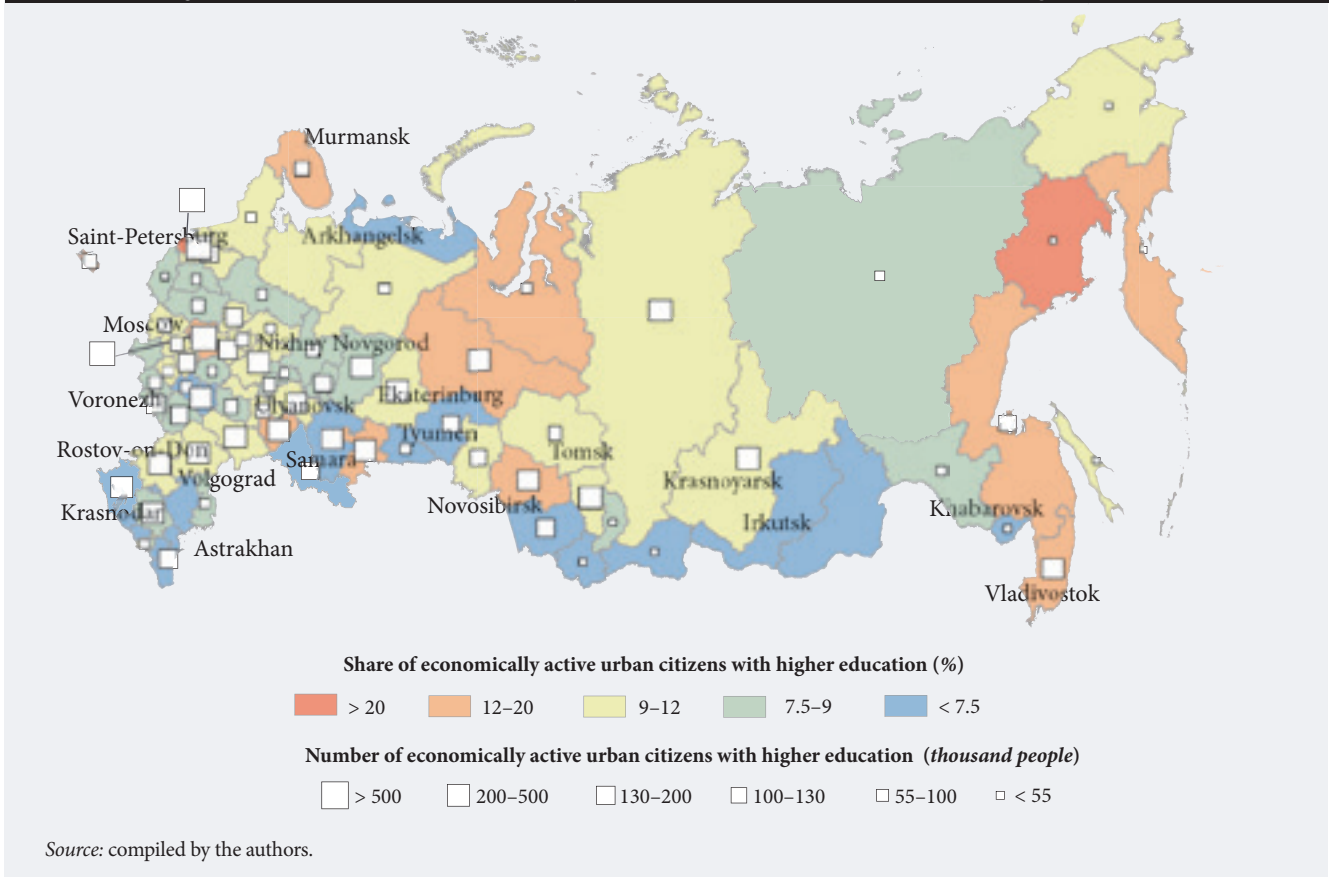 Murmansk
Saint-Petersburg
Arkhangelsk
Moscow
Nizhny Novgorod
Voronezh
Ulyanovsk
Ekaterinburg
Rostov-on-Don
Samara
Tyumen
Tomsk
Volgograd
Krasnoyarsk
Krasnodar
Novosibirsk
Irkutsk
Khabarovsk
Astrakhan
Vladivostok
Share of economically active urban citizens with higher education (%)
> 20 12–20 9–12 7.5–9 < 7.5
Number of economically active urban citizens with higher education (thousand people)
> 500 200–500 130–200 100–130 55–100 < 55
Source: compiled by the authors.